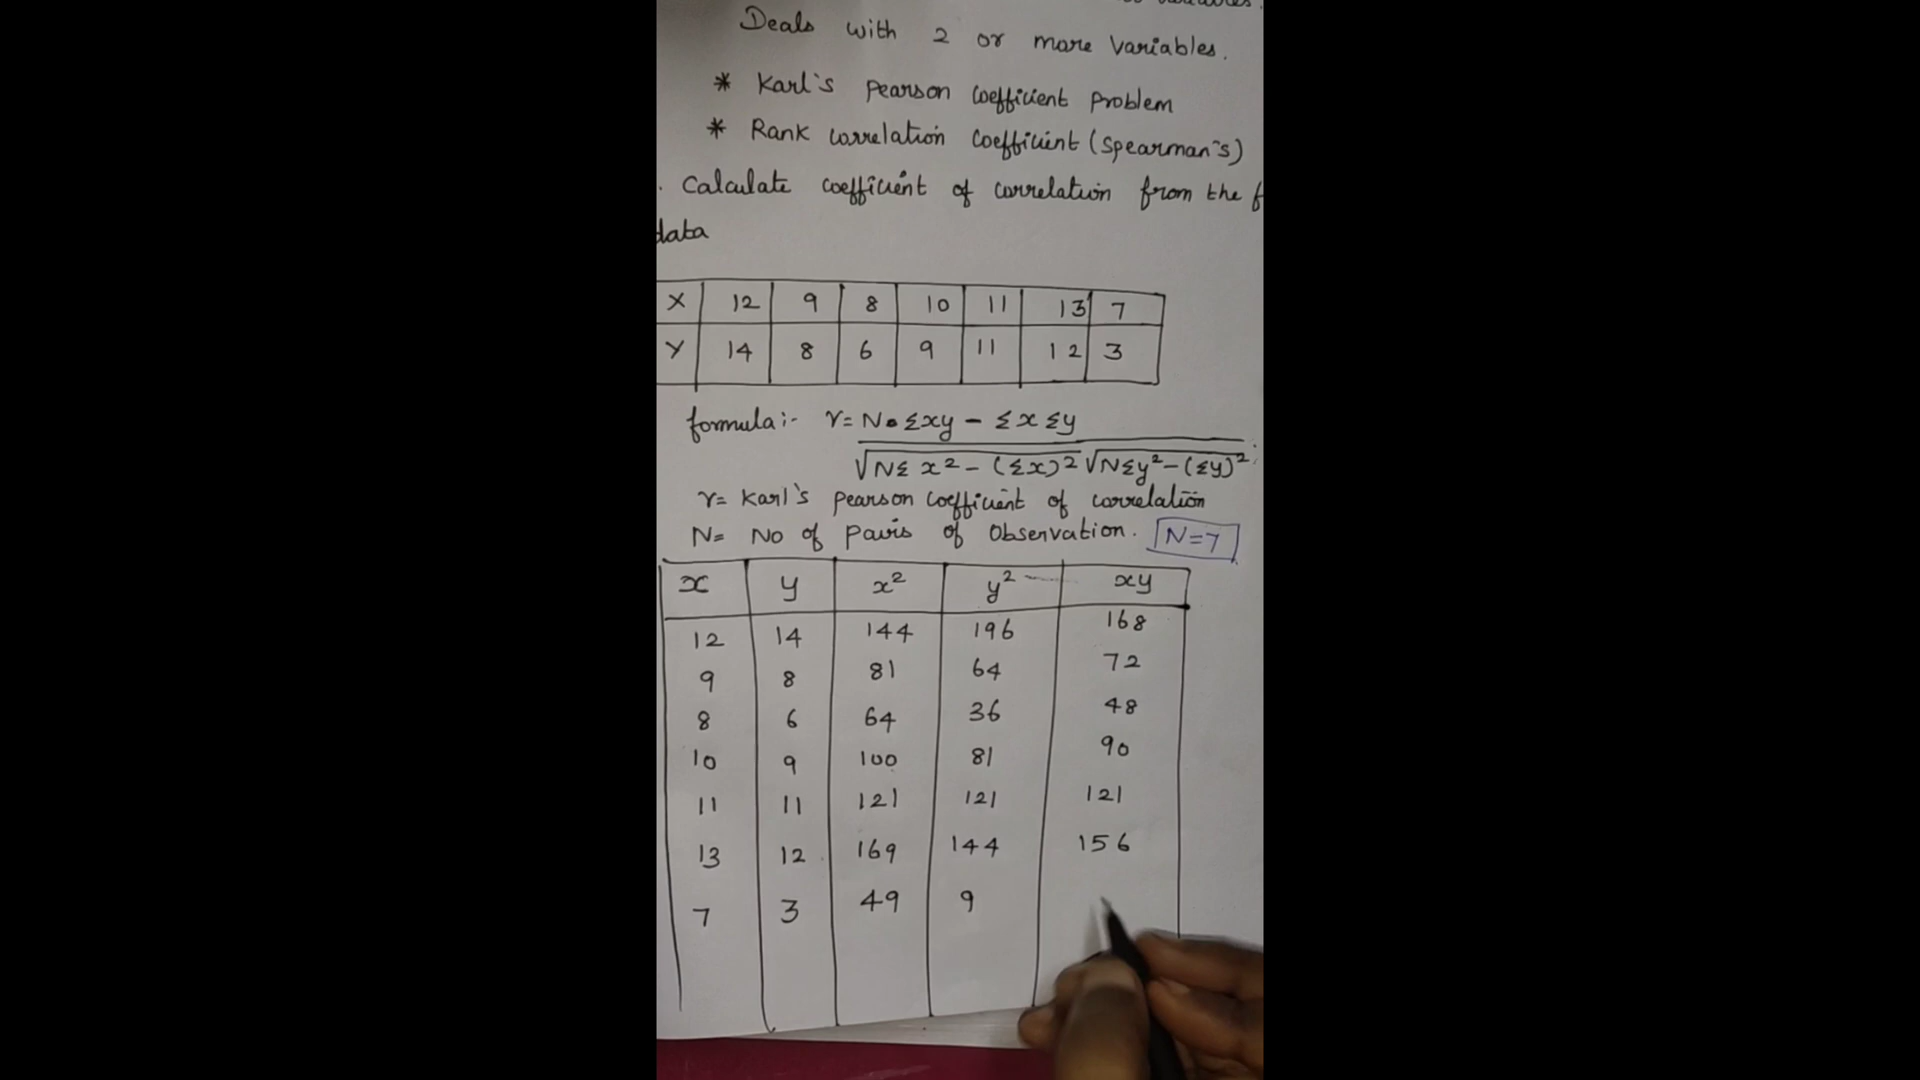 variables.
Deals with 2 or more variables.
* Karl's pearson coefficient problem
* Rank correlation coefficient (spearman's)
. Calculate coefficient of correlation from the f
data
X 12 9 8 10 11 13 7
Y 14 8 6 9 11 12 3
formula:- r = N. Σxy - Σx Σy
√NΣx² - (Σx)² √NΣy² - (Σy)²
r = Karl's pearson coefficient of correlation
N = No of pairs of observation. N=7
x y x² y² xy
12 14 144 196 168
9 8 81 64 72
8 6 64 36 48
10 9 100 81 90
11 11 121 121 121
13 12 169 144 156
7 3 49 9